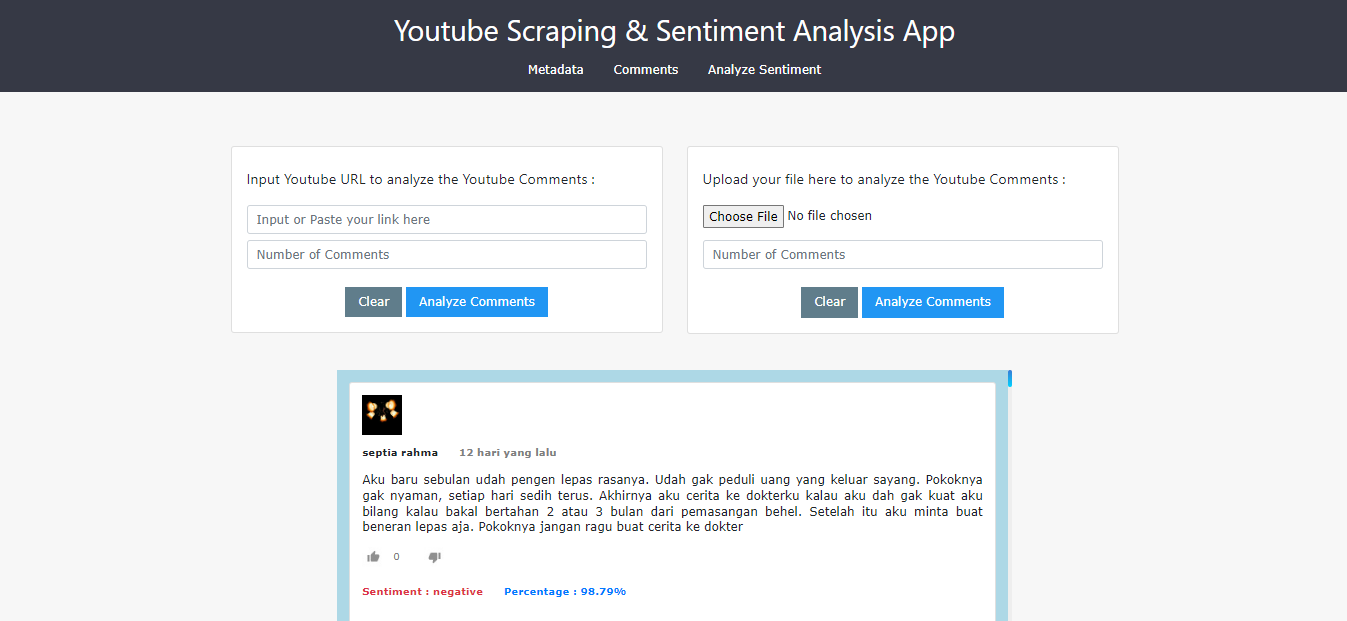 Youtube Scraping & Sentiment Analysis App
Metadata Comments Analyze Sentiment
Input Youtube URL to analyze the Youtube Comments :
Input or Paste your link here
Number of Comments
Clear Analyze Comments
Upload your file here to analyze the Youtube Comments :
Choose File No file chosen
Number of Comments
Clear Analyze Comments
septia rahma 12 hari yang lalu
Aku baru sebulan udah pengen lepas rasanya. Udah gak peduli uang yang keluar sayang. Pokoknya
gak nyaman, setiap hari sedih terus. Akhirnya aku cerita ke dokterku kalau aku dah gak kuat aku
bilang kalau bakal bertahan 2 atau 3 bulan dari pemasangan behel. Setelah itu aku minta buat
beneran lepas aja. Pokoknya jangan ragu buat cerita ke dokter
0
Sentiment : negative Percentage : 98.79%